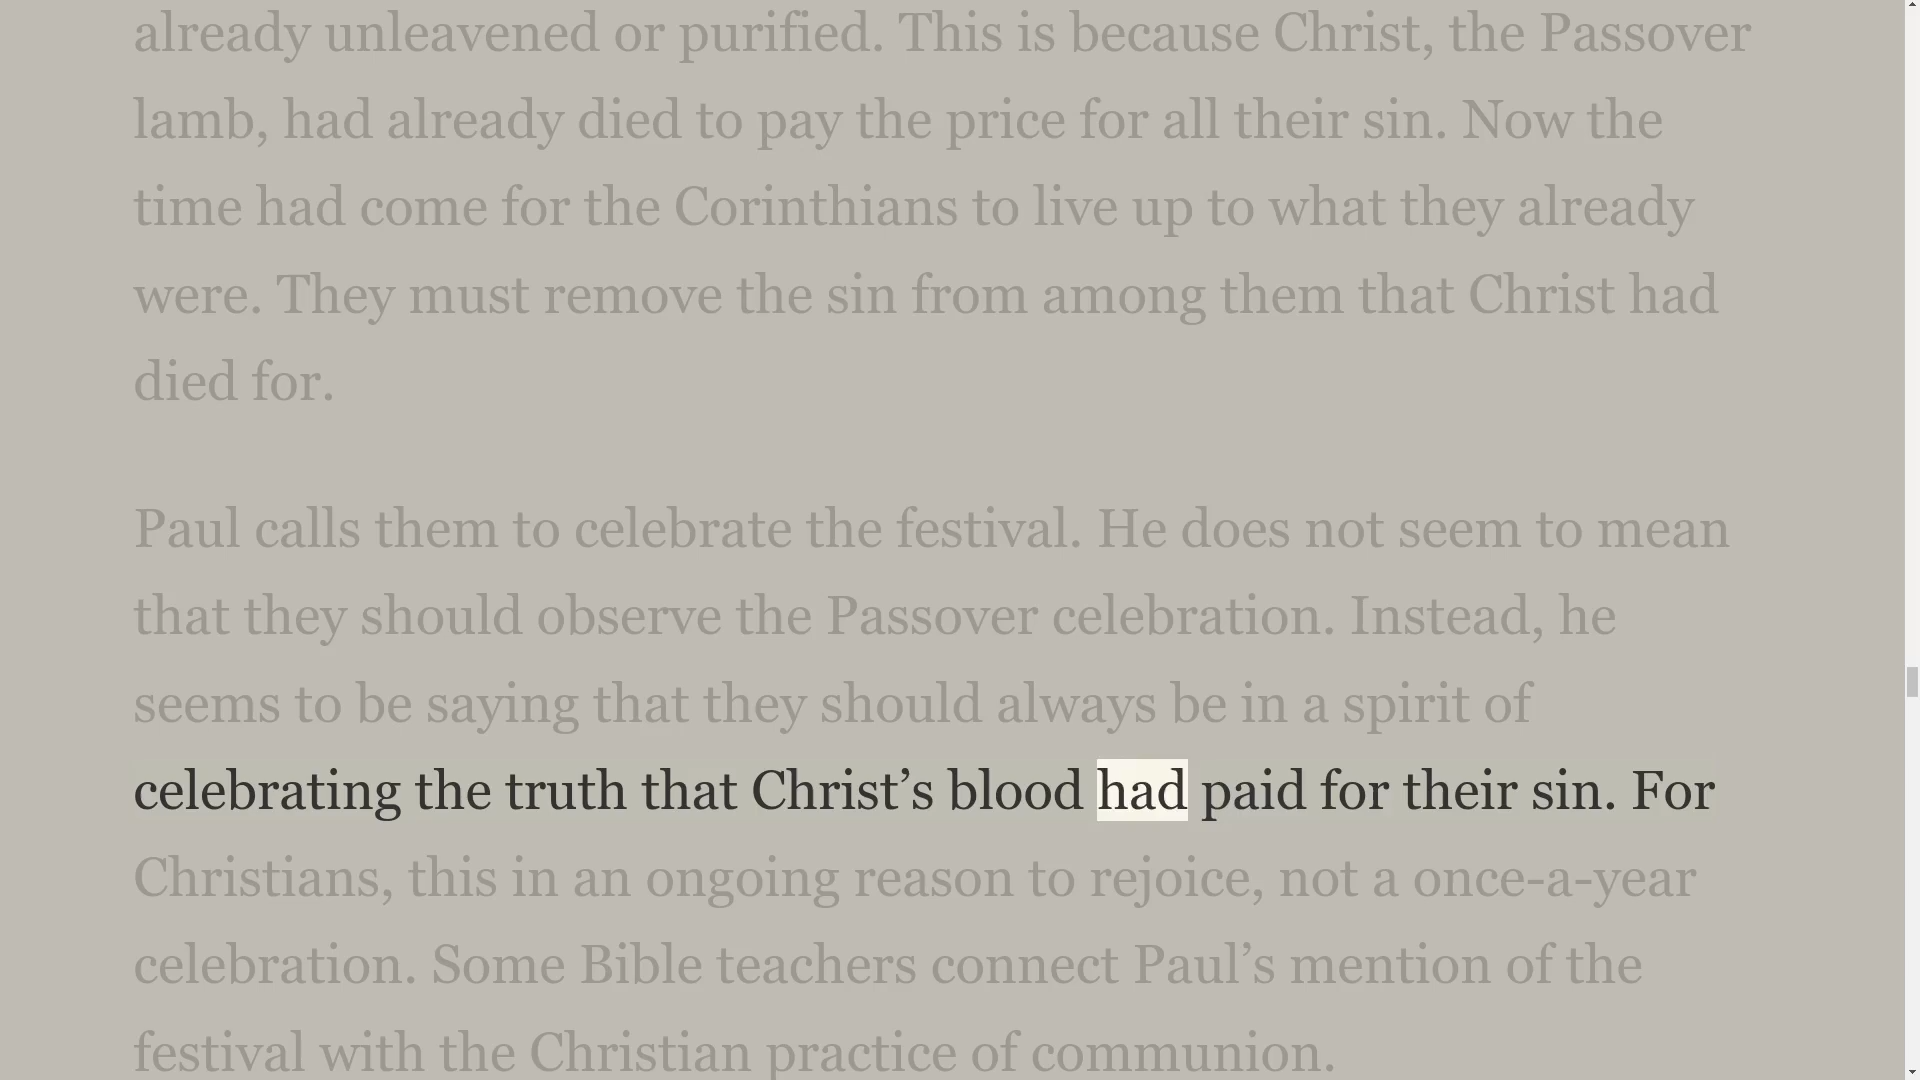 already unleavened or purified. This is because Christ, the Passover
lamb, had already died to pay the price for all their sin. Now the
time had come for the Corinthians to live up to what they already
were. They must remove the sin from among them that Christ had
died for.
Paul calls them to celebrate the festival. He does not seem to mean
that they should observe the Passover celebration. Instead, he
seems to be saying that they should always be in a spirit of
celebrating the truth that Christ’s blood had paid for their sin. For
Christians, this in an ongoing reason to rejoice, not a once-a-year
celebration. Some Bible teachers connect Paul’s mention of the
festival with the Christian practice of communion.